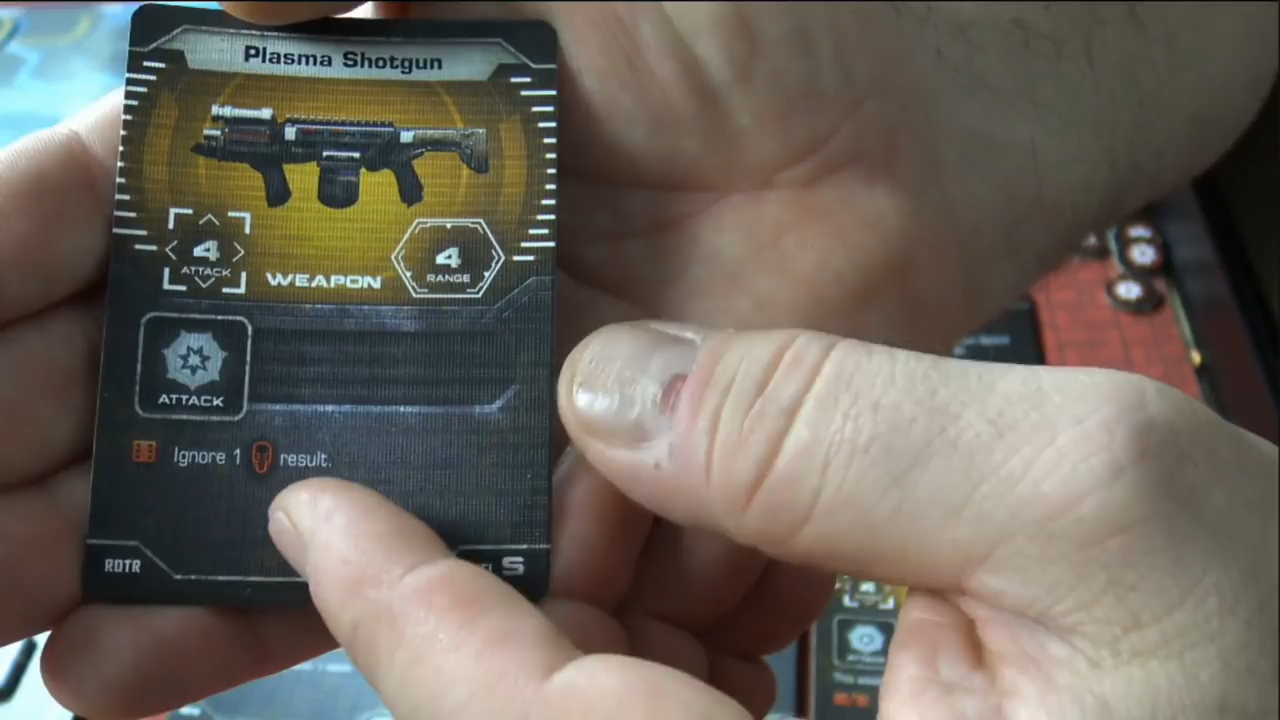 Plasma Shotgun
4
ATTACK
WEAPON
4
RANGE
ATTACK
Ignore 1 result.
RDTR
S